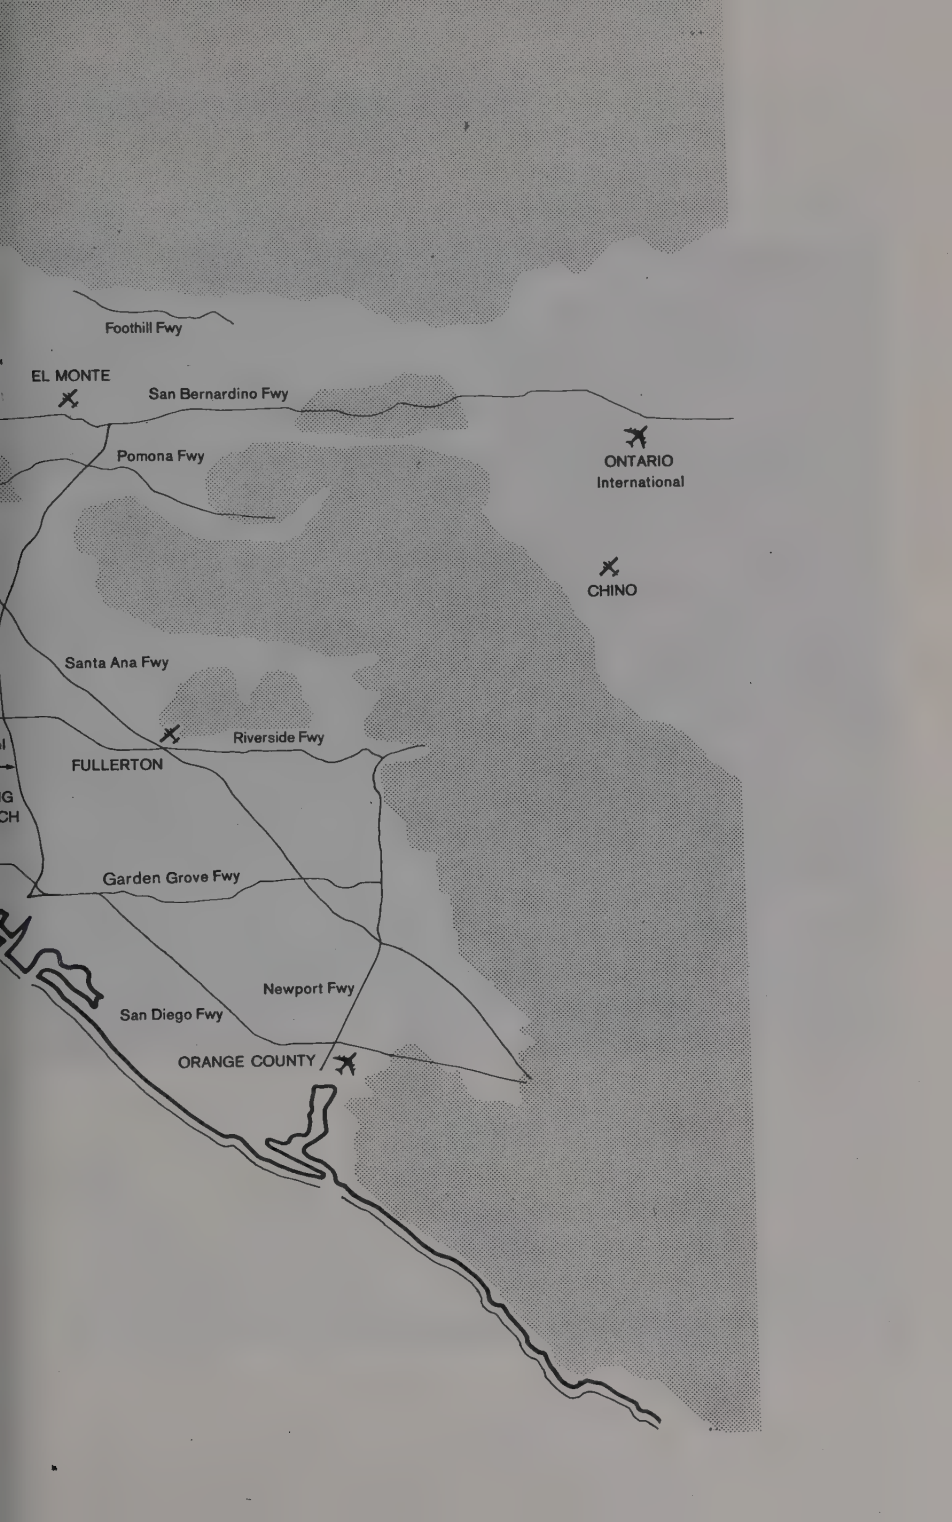 Foothill Fwy
EL MONTE
San Bernardino Fwy
Pomona Fwy
ONTARIO
International
CHINO
Santa Ana Fwy
Riverside Fwy
FULLERTON
Garden Grove Fwy
Newport Fwy
San Diego Fwy
ORANGE COUNTY